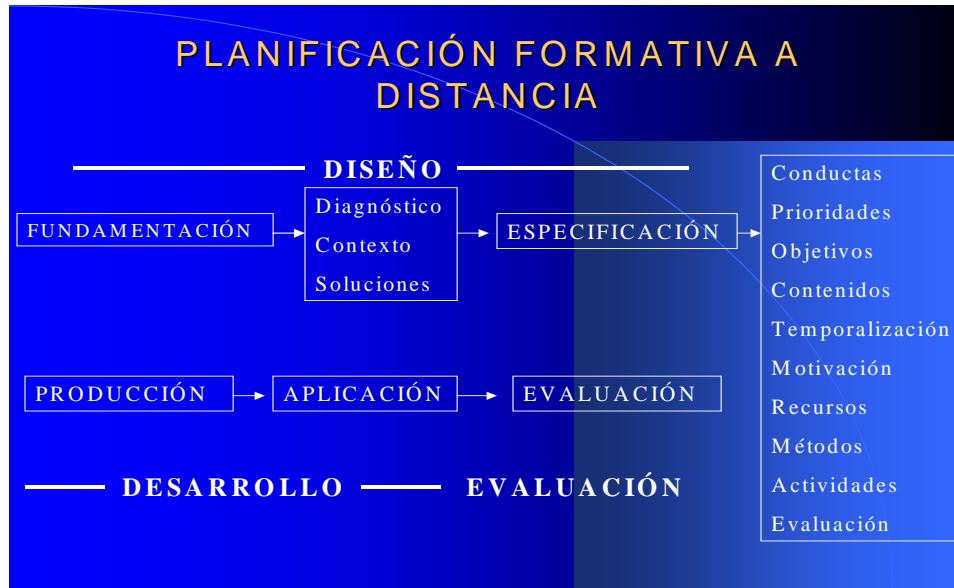 PLANIFICACIÓN FORMATIVA A
DISTANCIA
DISEÑO
FUNDAMENTACIÓN
Diagnóstico
Contexto
Soluciones
ESPECIFICACIÓN
Conductas
Prioridades
Objetivos
Contenidos
Temporalización
Motivación
Recursos
Métodos
Actividades
Evaluación
PRODUCCIÓN
APLICACIÓN
EVALUACIÓN
DESARROLLO
EVALUACIÓN